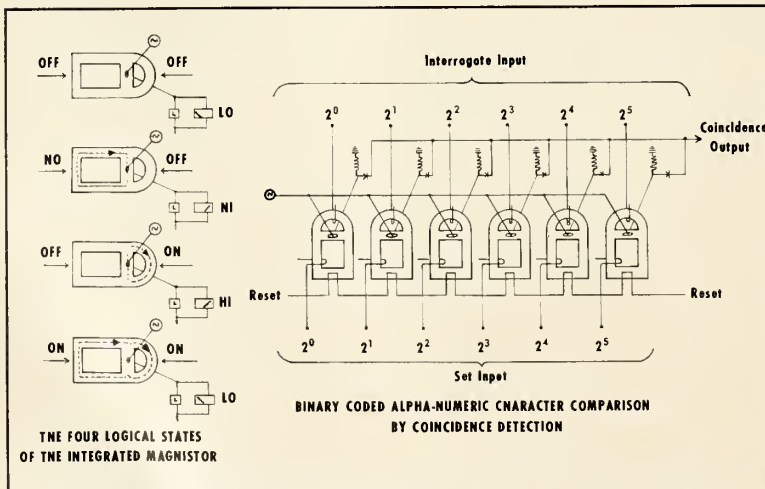 OFF OFF
LO
NO OFF
NI
OFF ON
HI
ON ON
LO
TNE FOUR LOGICAL STATES
OF TNE INTEGRATED MAGNISTOR
Interrogate Input
2⁰ 2¹ 2² 2³ 2⁴ 2⁵
Coincidence
Output
Reset Reset
2⁰ 2¹ 2² 2³ 2⁴ 2⁵
Set Input
BINARY CODED ALPHA-NUMERIC CHARACTER COMPARISON
BY COINCIDENCE DETECTION